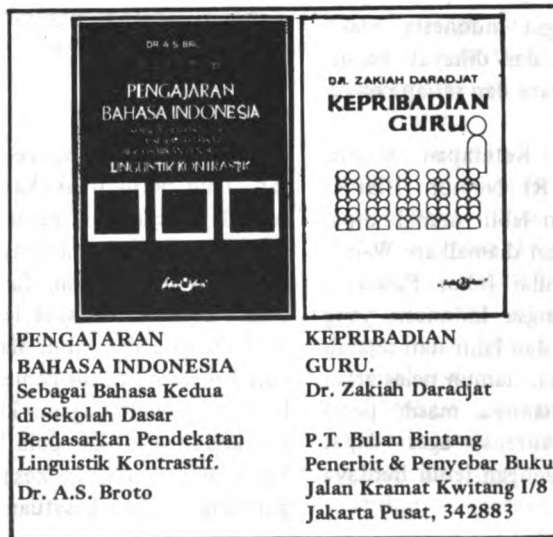 DR A S. BR
PENGAJARAN
BAHASA INDONESIA
LINGUISTIK KONTRASTIK
DR. ZAKIAH DARADJAT
KEPRIBADIAN
GURU
PENGAJARAN
BAHASA INDONESIA
Sebagai Bahasa Kedua
di Sekolah Dasar
Berdasarkan Pendekatan
Linguistik Kontrastif.
Dr. A.S. Broto
KEPRIBADIAN
GURU
Dr. Zakiah Daradjat
P.T. Bulan Bintang
Penerbit & Penyebar Buku
Jalan Kramat Kwitang I/8
Jakarta Pusat, 342883